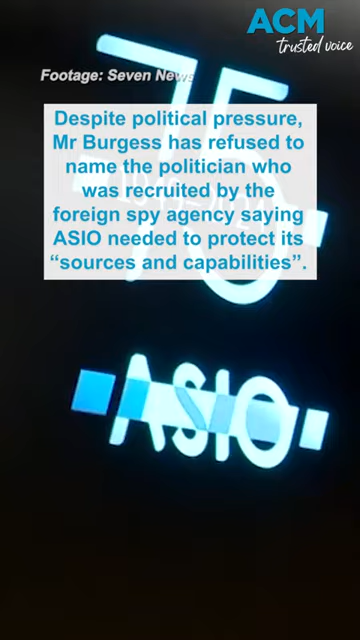 ACM
trusted voice
Footage: Seven News
75
Despite political pressure,
Mr Burgess has refused to
name the politician who
was recruited by the
foreign spy agency saying
ASIO needed to protect its
“sources and capabilities”.
ASIO